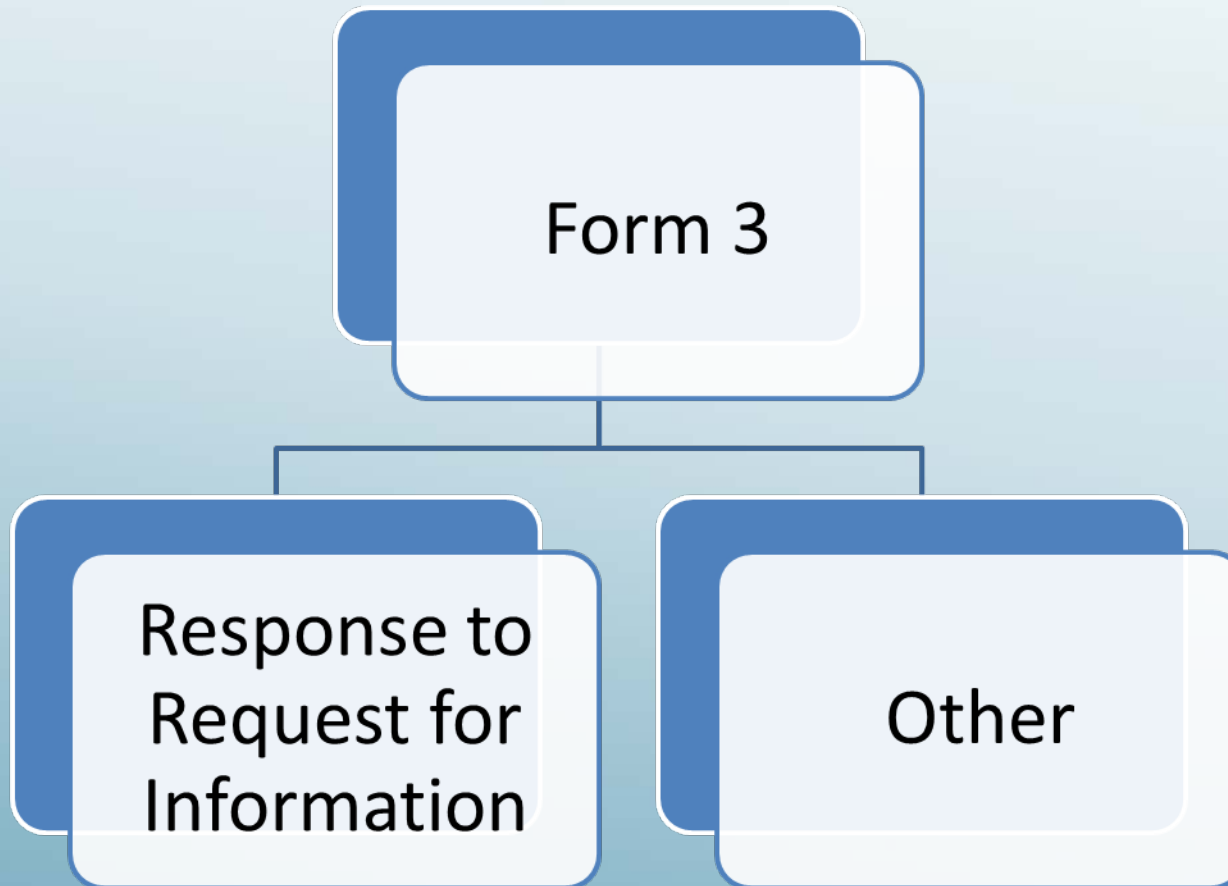 Form 3
Response to
Request for
Information
Other